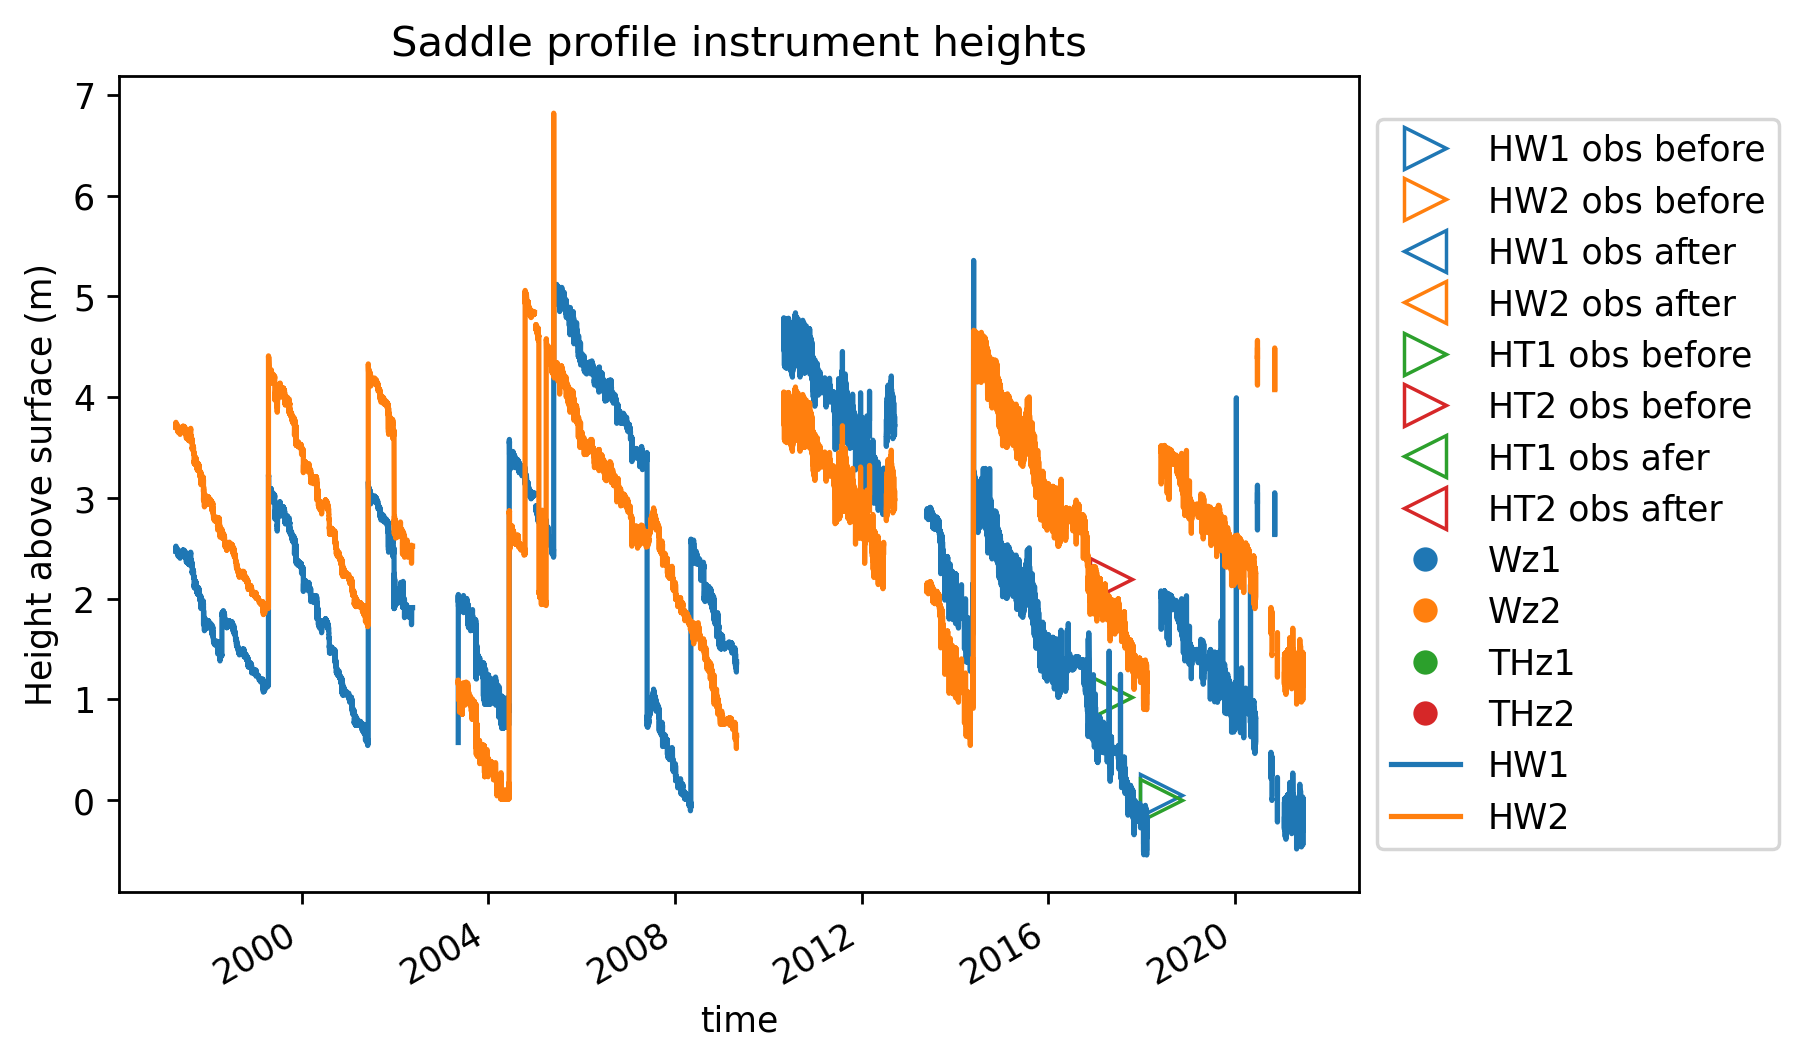 Saddle profile instrument heights
Height above surface (m)
7
6
5
4
3
2
1
0
2000
2004
2008
2012
2016
2020
time
HW1 obs before
HW2 obs before
HW1 obs after
HW2 obs after
HT1 obs before
HT2 obs before
HT1 obs afer
HT2 obs after
Wz1
Wz2
THz1
THz2
HW1
HW2